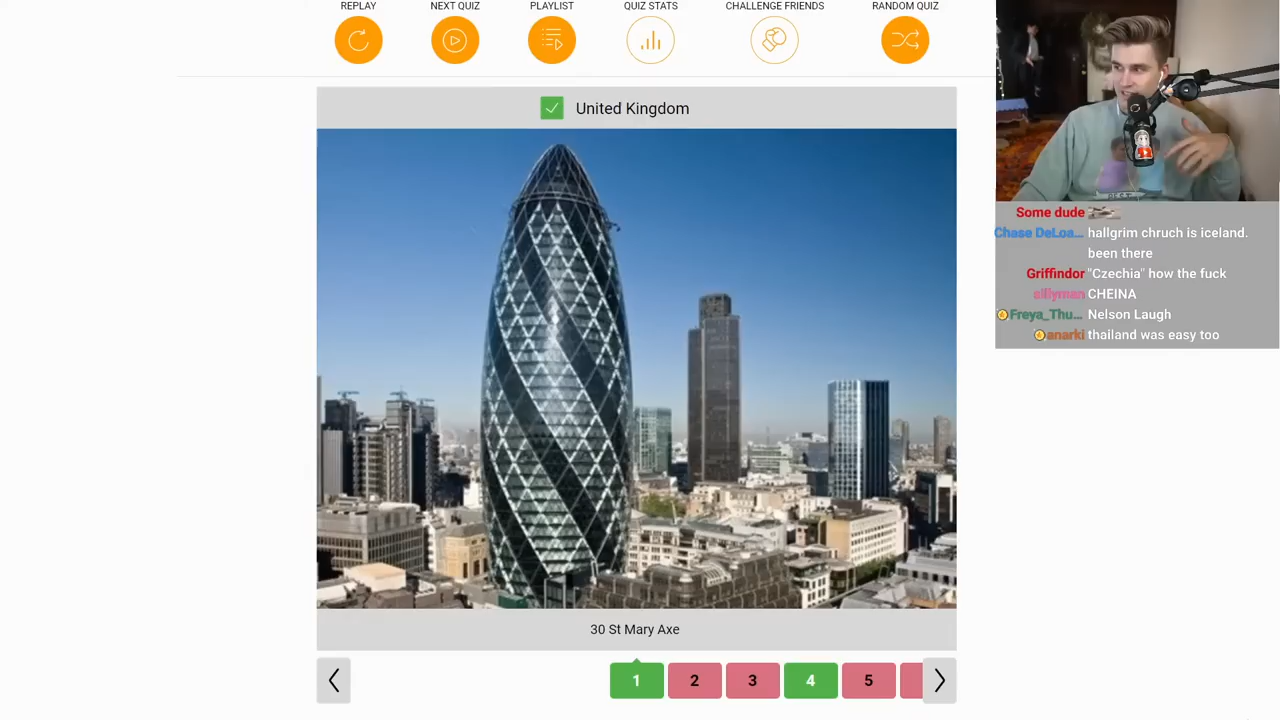 REPLAY
NEXT QUIZ
PLAYLIST
QUIZ STATS
CHALLENGE FRIENDS
RANDOM QUIZ
United Kingdom
30 St Mary Axe
1
2
3
4
5
Some dude
Chase DeLoa... hallgrim chruch is iceland.
been there
Griffindor "Czechia" how the fuck
sillyman CHEINA
Freya_Thu... Nelson Laugh
anarki thailand was easy too